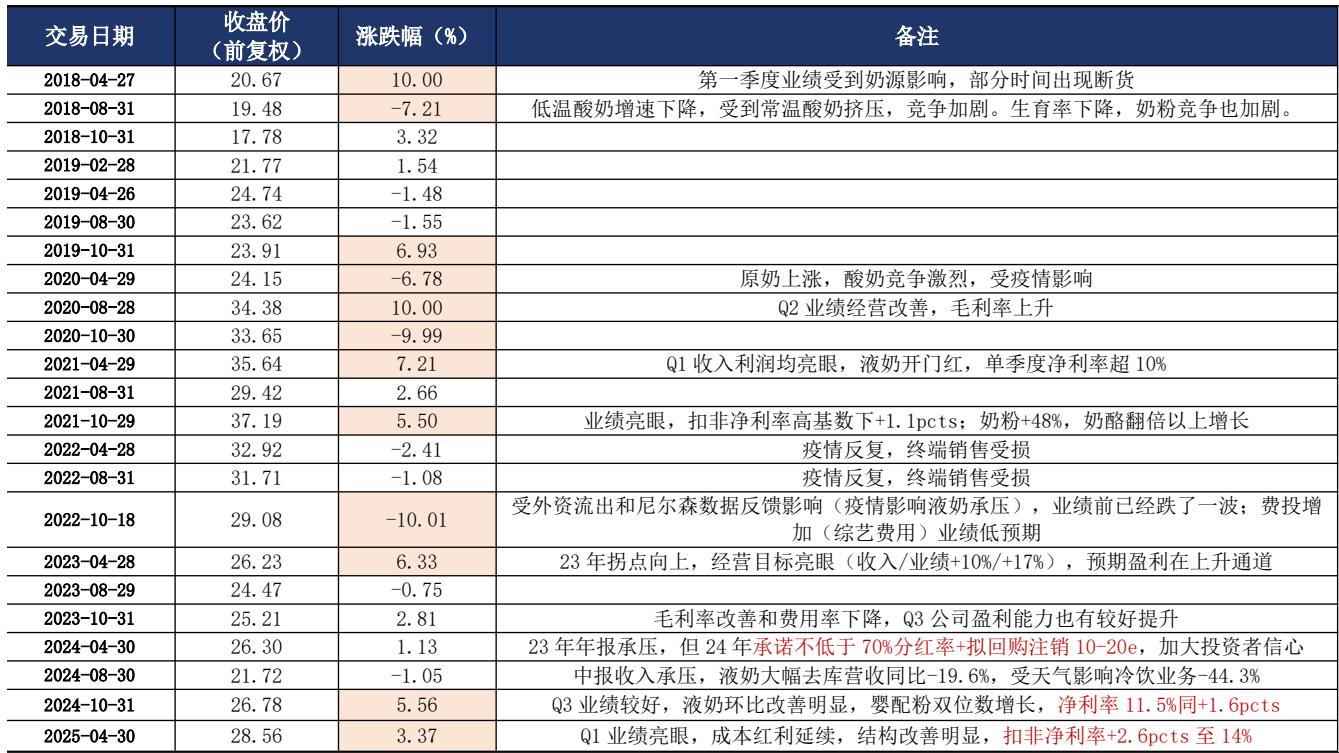 交易日期 收盘价（前复权） 涨跌幅（%） 备注
2018-04-27 20.67 10.00 第一季度业绩受到奶源影响，部分时间出现断货
2018-08-31 19.48 -7.21 低温酸奶增速下降，受到常温酸奶挤压，竞争加剧。生育率下降，奶粉竞争也加剧。
2018-10-31 17.78 3.32
2019-02-28 21.77 1.54
2019-04-26 24.74 -1.48
2019-08-30 23.62 -1.55
2019-10-31 23.91 6.93
2020-04-29 24.15 -6.78 原奶上涨，酸奶竞争激烈，受疫情影响
2020-08-28 34.38 10.00 Q2 业绩经营改善，毛利率上升
2020-10-30 33.65 -9.99
2021-04-29 35.64 7.21 Q1 收入利润均亮眼，液奶开门红，单季度净利率超 10%
2021-08-31 29.42 2.66
2021-10-29 37.19 5.50 业绩亮眼，扣非净利率高基数下+1.1pcts；奶粉+48%，奶酪翻倍以上增长
2022-04-28 32.92 -2.41 疫情反复，终端销售受损
2022-08-31 31.71 -1.08 疫情反复，终端销售受损
2022-10-18 29.08 -10.01 受外资流出和尼尔森数据反馈影响（疫情影响液奶承压），业绩前已经跌了一波；费投增
加（综艺费用）业绩低预期
2023-04-28 26.23 6.33 23 年拐点向上，经营目标亮眼（收入/业绩+10%/+17%），预期盈利在上升通道
2023-08-29 24.47 -0.75
2023-10-31 25.21 2.81 毛利率改善和费用率下降，Q3 公司盈利能力也有较好提升
2024-04-30 26.30 1.13 23 年年报承压，但 24 年承诺不低于 70%分红率+拟回购注销 10-20e，加大投资者信心
2024-08-30 21.72 -1.05 中报收入承压，液奶大幅去库营收同比-19.6%，受天气影响冷饮业务-44.3%
2024-10-31 26.78 5.56 Q3 业绩较好，液奶环比改善明显，婴配粉双位数增长，净利率 11.5%同+1.6pcts
2025-04-30 28.56 3.37 Q1 业绩亮眼，成本红利延续，结构改善明显，扣非净利率+2.6pcts 至 14%